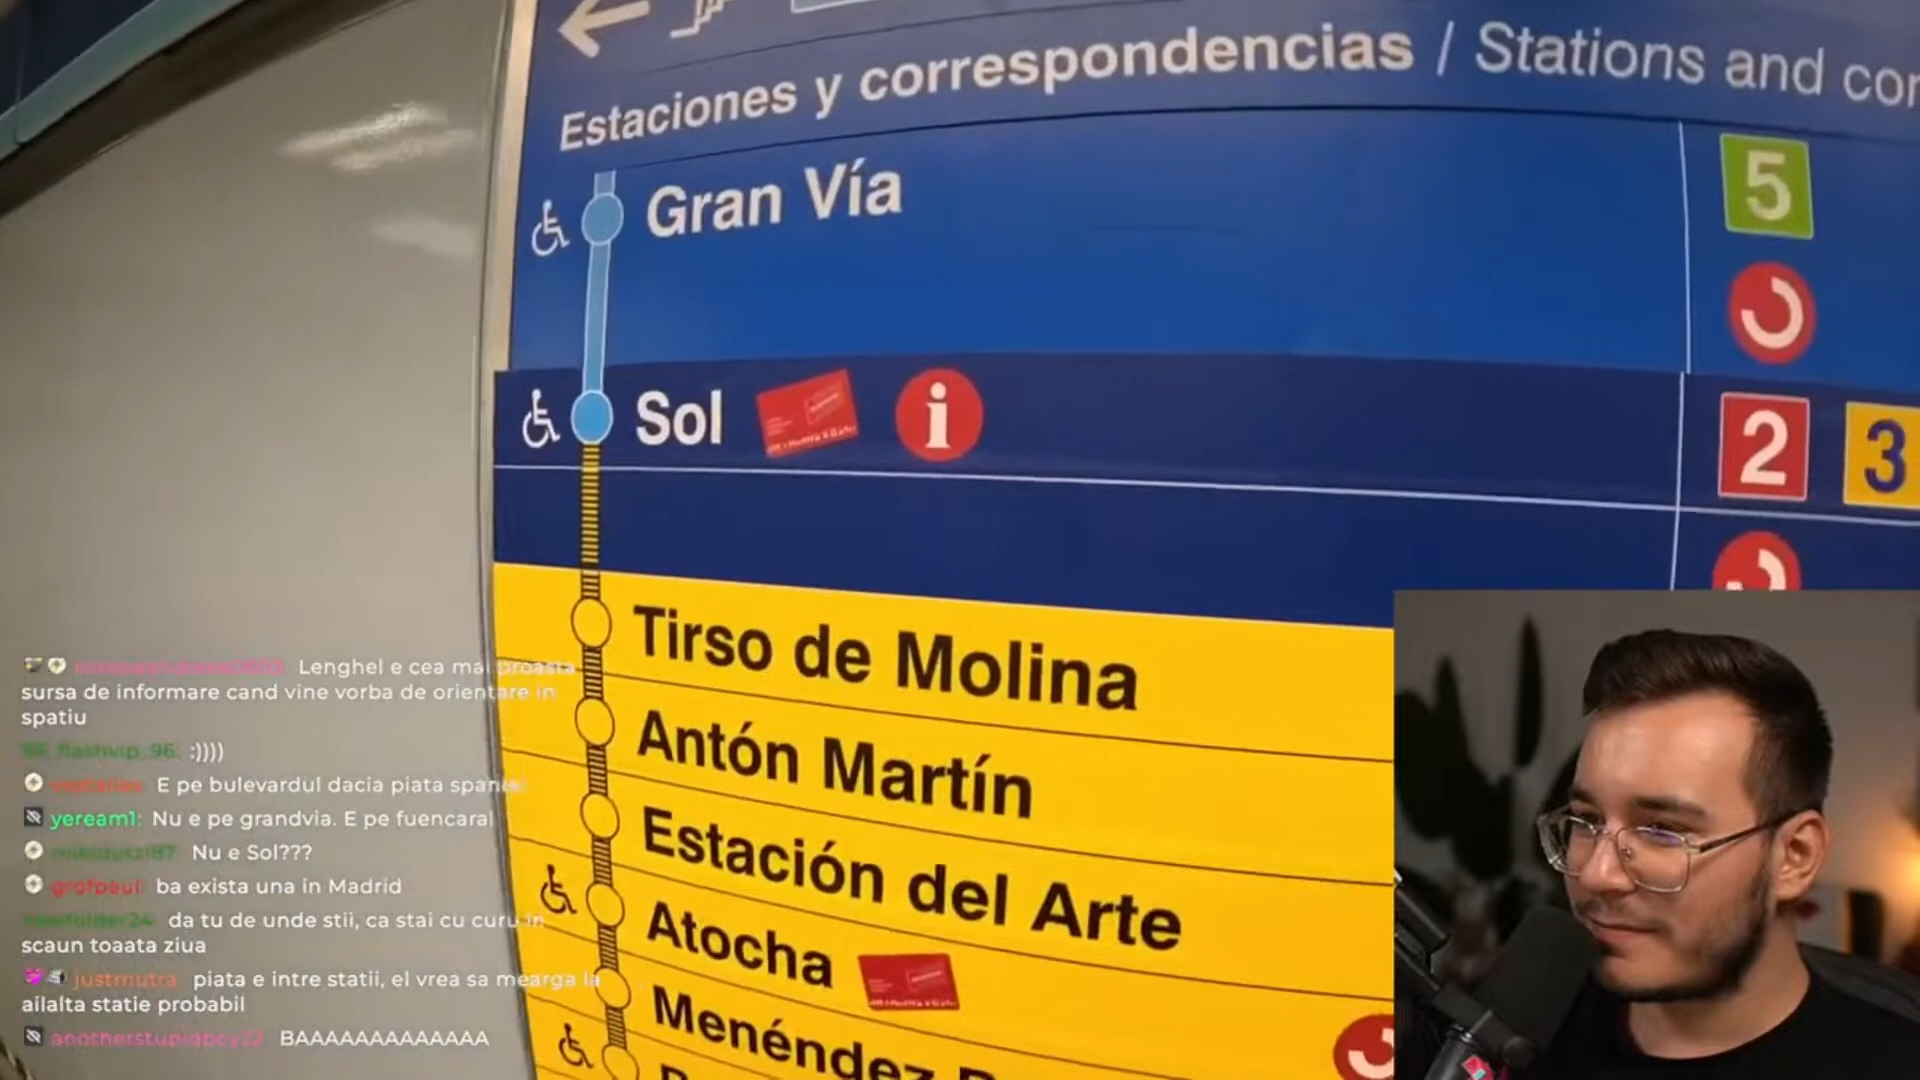 Estaciones y correspondencias / Stations and cor
Gran Vía
5
Sol
i
2
3
Tirso de Molina
Antón Martín
Estación del Arte
Atocha
Menéndez
Lenghel e cea mai proasta
sursa de informare cand vine vorba de orientare in
spatiu
:))))
E pe bulevardul dacia piata spaniei
yeream1: Nu e pe grandvia. E pe fuencaral
Nu e Sol???
grofpaul: ba exista una in Madrid
da tu de unde stii, ca stai cu curu in
scaun toaata ziua
justmutra piata e intre statii, el vrea sa mearga la
ailalta statie probabil
anotherstupidboy22 BAAAAAAAAAAAAA